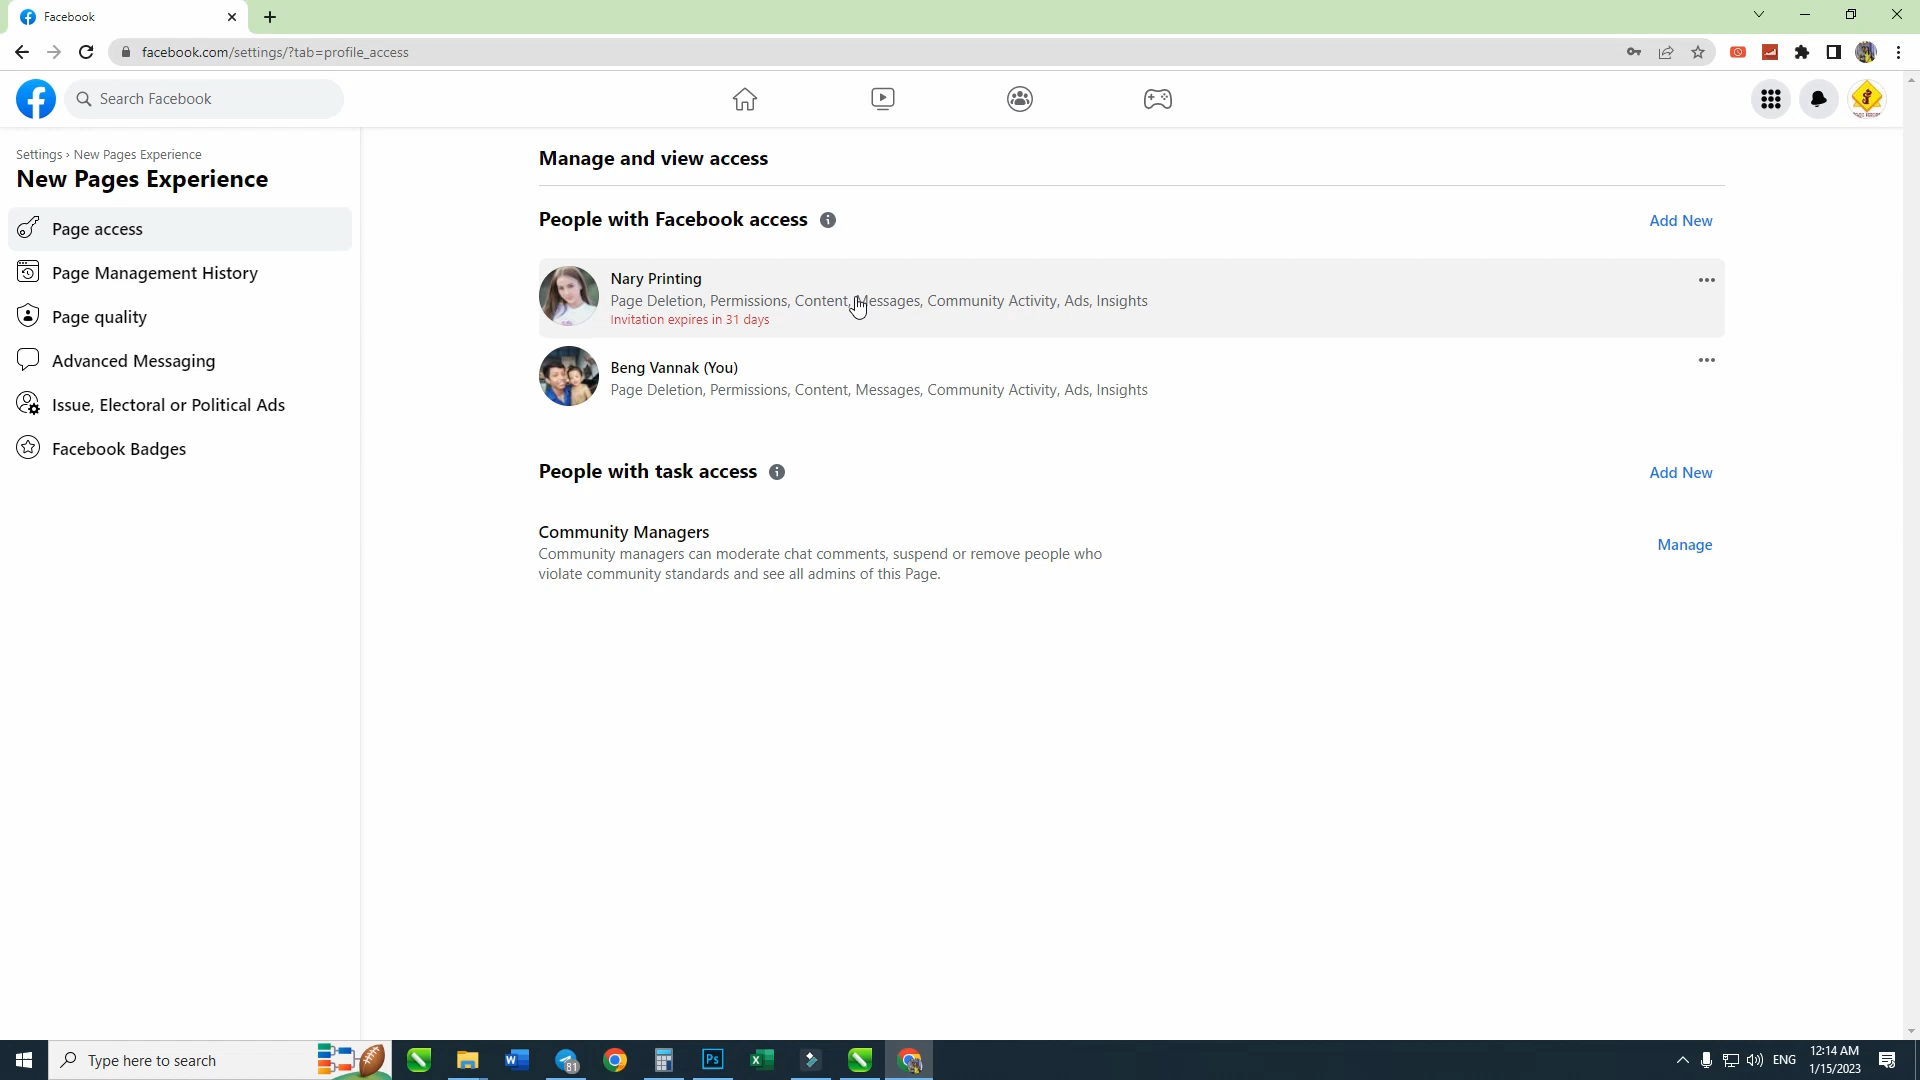 Facebook
facebook.com/settings/?tab=profile_access
Search Facebook
Settings › New Pages Experience
New Pages Experience
Page access
Page Management History
Page quality
Advanced Messaging
Issue, Electoral or Political Ads
Facebook Badges
Manage and view access
People with Facebook access
Add New
Nary Printing
Page Deletion, Permissions, Content, Messages, Community Activity, Ads, Insights
Invitation expires in 31 days
Beng Vannak (You)
Page Deletion, Permissions, Content, Messages, Community Activity, Ads, Insights
People with task access
Add New
Community Managers
Community managers can moderate chat comments, suspend or remove people who
violate community standards and see all admins of this Page.
Manage
Type here to search
81
Ps
ENG
12:14 AM
1/15/2023